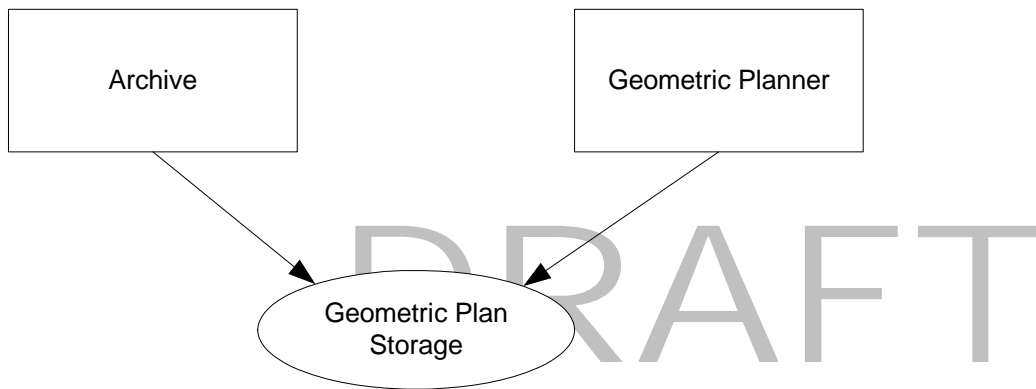 Archive
Geometric Planner
DRAFT
Geometric Plan
Storage